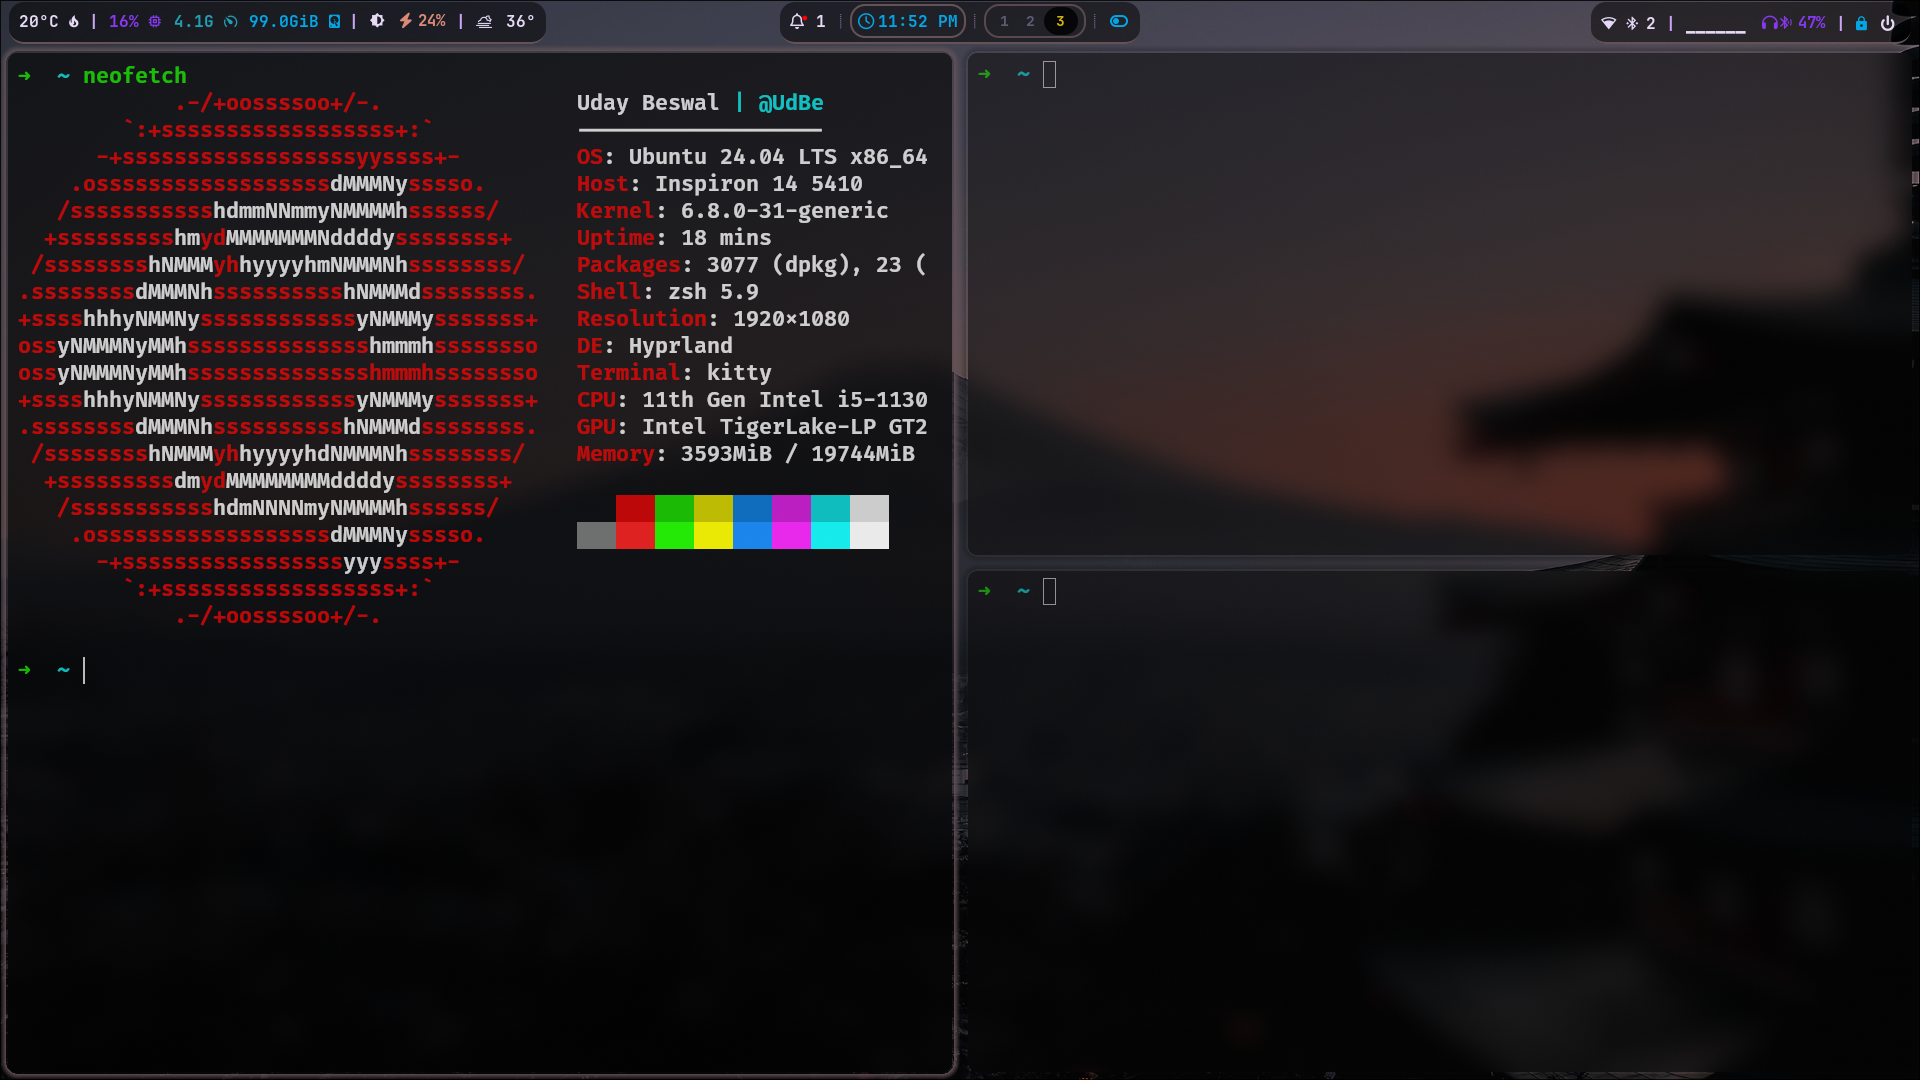 20°C | 16% 4.1G 99.0GiB | 24% | 36°
1 11:52 PM 1 2 3
2 | ______ 47% |
➜ ~ neofetch
.-/+oossssoo+/-.
`:+ssssssssssssssssss+:`
-+ssssssssssssssssssyyssss+-
.ossssssssssssssssssdMMMNysssso.
/ssssssssssshdmmNNmmyNMMMMhssssss/
+ssssssssshmydMMMMMMMNddddyssssssss+
/sssssssshNMMMyhhyyyyhmNMMMNhssssssss/
.ssssssssdMMMNhsssssssssshNMMMdssssssss.
+sssshhhyNMMNyssssssssssssyNMMMysssssss+
ossyNMMMNyMMhsssssssssssssshmmmhssssssso
ossyNMMMNyMMhsssssssssssssshmmmhssssssso
+sssshhhyNMMNyssssssssssssyNMMMysssssss+
.ssssssssdMMMNhsssssssssshNMMMdssssssss.
/sssssssshNMMMyhhyyyyhdNMMMNhssssssss/
+sssssssssdmydMMMMMMMMddddyssssssss+
/ssssssssssshdmNNNNmyNMMMMhssssss/
.ossssssssssssssssssdMMMNysssso.
-+sssssssssssssssssyyyssss+-
`:+ssssssssssssssssss+:`
.-/+oossssoo+/-.
Uday Beswal | @UdBe
OS: Ubuntu 24.04 LTS x86_64
Host: Inspiron 14 5410
Kernel: 6.8.0-31-generic
Uptime: 18 mins
Packages: 3077 (dpkg), 23 (
Shell: zsh 5.9
Resolution: 1920×1080
DE: Hyprland
Terminal: kitty
CPU: 11th Gen Intel i5-1130
GPU: Intel TigerLake-LP GT2
Memory: 3593MiB / 19744MiB
➜ ~
➜ ~
➜ ~